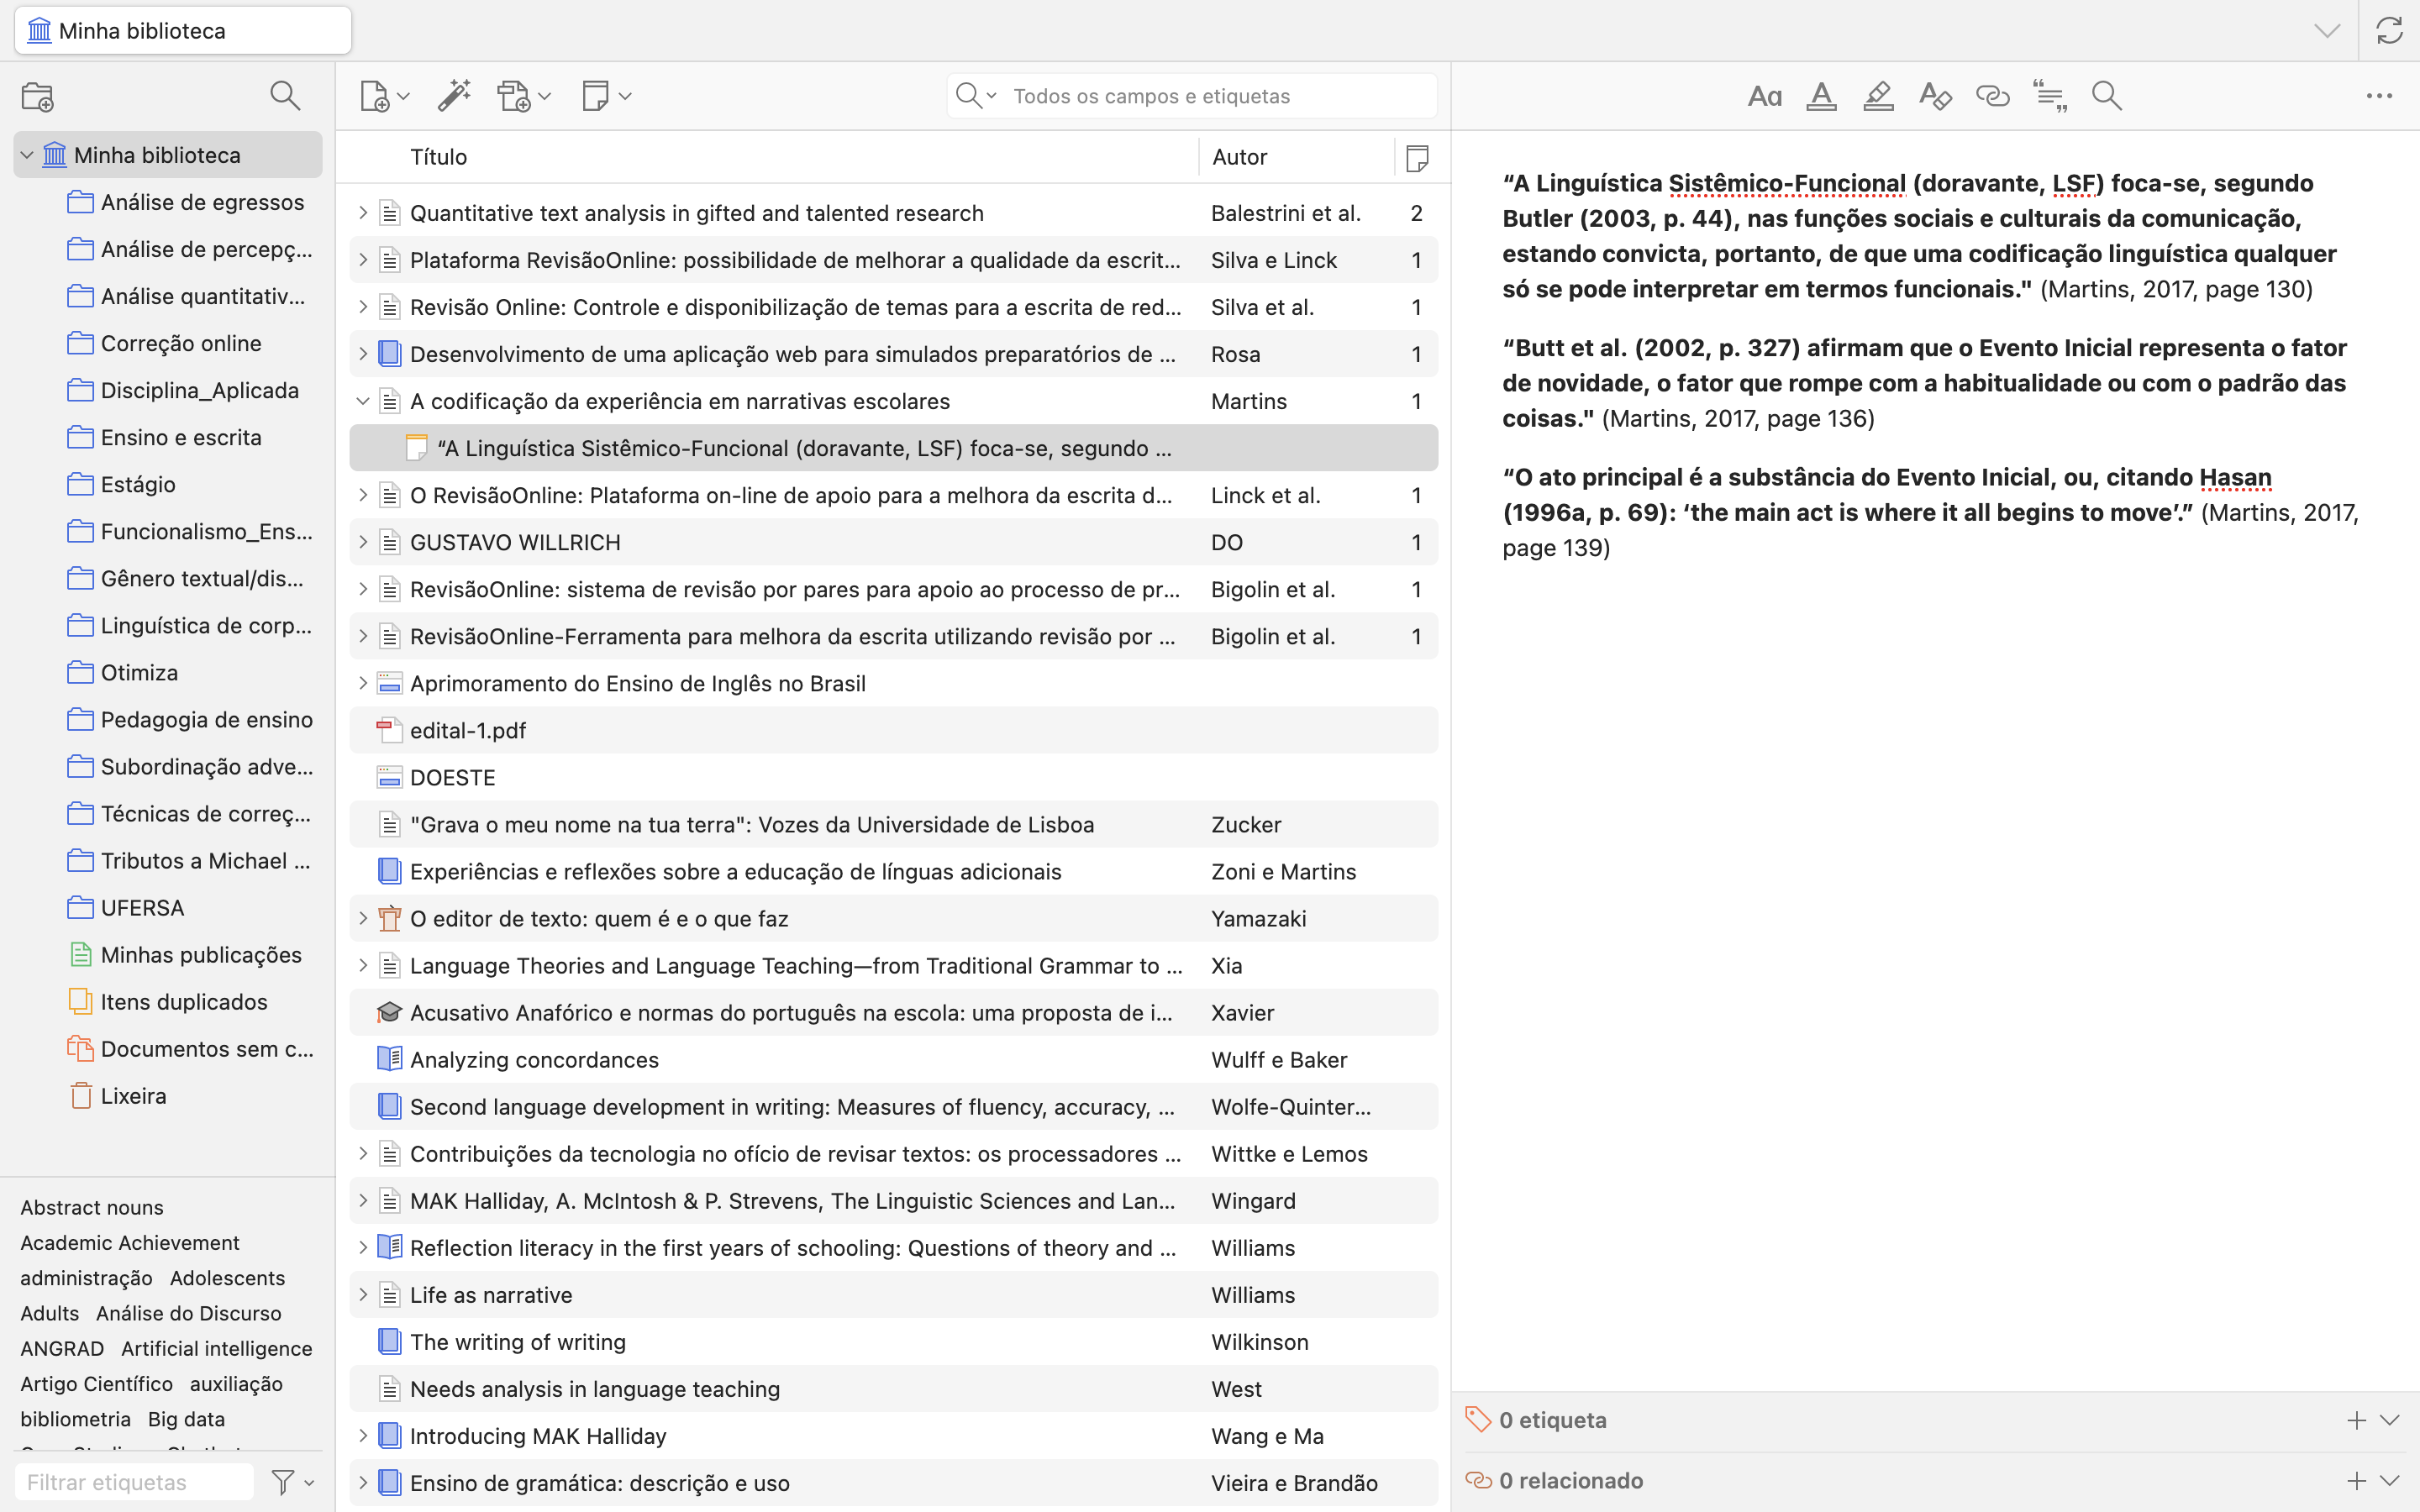 Minha biblioteca
Minha biblioteca
Análise de egressos
Análise de percepç...
Análise quantitativ...
Correção online
Disciplina_Aplicada
Ensino e escrita
Estágio
Funcionalismo_Ens...
Gênero textual/dis...
Linguística de corp...
Otimiza
Pedagogia de ensino
Subordinação adve...
Técnicas de correç...
Tributos a Michael ...
UFERSA
Minhas publicações
Itens duplicados
Documentos sem c...
Lixeira
Abstract nouns
Academic Achievement
administração Adolescents
Adults Análise do Discurso
ANGRAD Artificial intelligence
Artigo Científico auxiliação
bibliometria Big data
Filtrar etiquetas
Todos os campos e etiquetas
Título Autor
Quantitative text analysis in gifted and talented research Balestrini et al. 2
Plataforma RevisãoOnline: possibilidade de melhorar a qualidade da escrit... Silva e Linck 1
Revisão Online: Controle e disponibilização de temas para a escrita de red... Silva et al. 1
Desenvolvimento de uma aplicação web para simulados preparatórios de ... Rosa 1
A codificação da experiência em narrativas escolares Martins 1
“A Linguística Sistêmico-Funcional (doravante, LSF) foca-se, segundo ...
O RevisãoOnline: Plataforma on-line de apoio para a melhora da escrita d... Linck et al. 1
GUSTAVO WILLRICH DO 1
RevisãoOnline: sistema de revisão por pares para apoio ao processo de pr... Bigolin et al. 1
RevisãoOnline-Ferramenta para melhora da escrita utilizando revisão por ... Bigolin et al. 1
Aprimoramento do Ensino de Inglês no Brasil
edital-1.pdf
DOESTE
"Grava o meu nome na tua terra": Vozes da Universidade de Lisboa Zucker
Experiências e reflexões sobre a educação de línguas adicionais Zoni e Martins
O editor de texto: quem é e o que faz Yamazaki
Language Theories and Language Teaching—from Traditional Grammar to ... Xia
Acusativo Anafórico e normas do português na escola: uma proposta de i... Xavier
Analyzing concordances Wulff e Baker
Second language development in writing: Measures of fluency, accuracy, ... Wolfe-Quinter...
Contribuições da tecnologia no ofício de revisar textos: os processadores ... Wittke e Lemos
MAK Halliday, A. McIntosh & P. Strevens, The Linguistic Sciences and Lan... Wingard
Reflection literacy in the first years of schooling: Questions of theory and ... Williams
Life as narrative Williams
The writing of writing Wilkinson
Needs analysis in language teaching West
Introducing MAK Halliday Wang e Ma
Ensino de gramática: descrição e uso Vieira e Brandão
Aa A A
“A Linguística Sistêmico-Funcional (doravante, LSF) foca-se, segundo
Butler (2003, p. 44), nas funções sociais e culturais da comunicação,
estando convicta, portanto, de que uma codificação linguística qualquer
só se pode interpretar em termos funcionais." (Martins, 2017, page 130)
“Butt et al. (2002, p. 327) afirmam que o Evento Inicial representa o fator
de novidade, o fator que rompe com a habitualidade ou com o padrão das
coisas." (Martins, 2017, page 136)
“O ato principal é a substância do Evento Inicial, ou, citando Hasan
(1996a, p. 69): ‘the main act is where it all begins to move’.” (Martins, 2017,
page 139)
0 etiqueta
0 relacionado